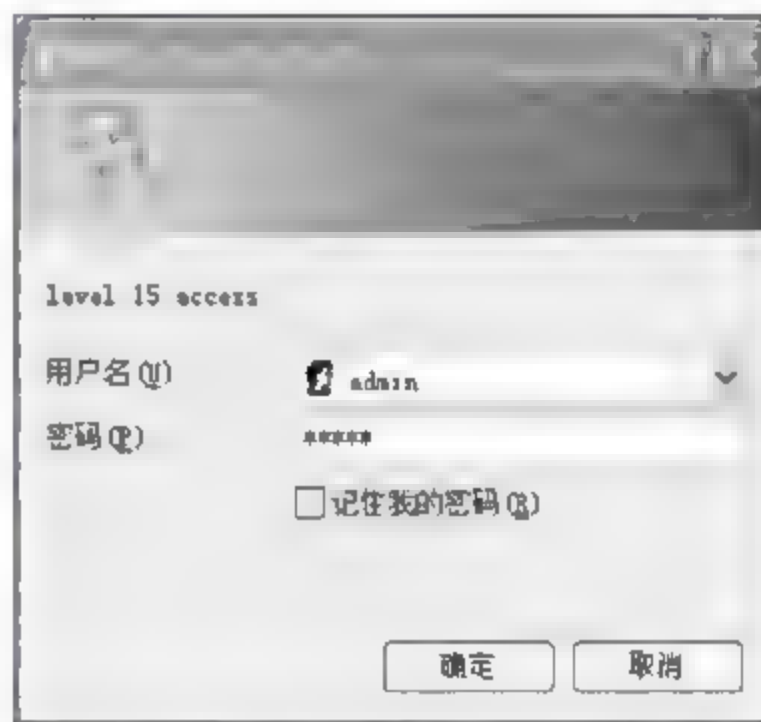 level 15 access
用户名(U)
admin
密码(P)
*****
记住我的密码(R)
确定
取消